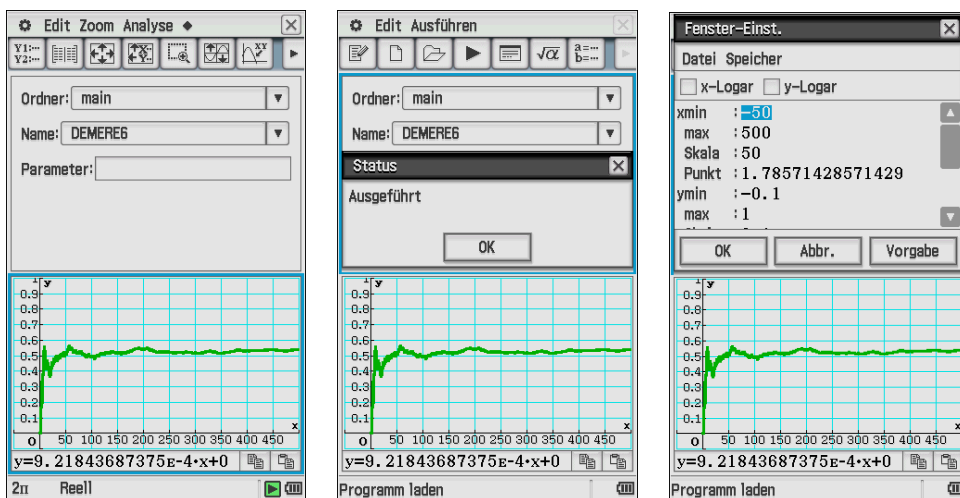 Edit Zoom Analyse ◆
Y1:--
Y2:--
XY
Ordner: main
Name: DEMERE6
Parameter:
y
1
0.9
0.8
0.7
0.6
0.5
0.4
0.3
0.2
0.1
x
O 50 100 150 200 250 300 350 400 450
y=9.21843687375E-4·x+0
2π Reell
Edit Ausführen
√α
a=--
b=--
Ordner: main
Name: DEMERE6
Status
Ausgeführt
OK
y
1
0.9
0.8
0.7
0.6
0.5
0.4
0.3
0.2
0.1
x
O 50 100 150 200 250 300 350 400 450
y=9.21843687375E-4·x+0
Programm laden
Fenster-Einst.
Datei Speicher
x-Logar y-Logar
xmin :-50
max :500
Skala :50
Punkt :1.78571428571429
ymin :-0.1
max :1
OK Abbr. Vorgabe
y
1
0.9
0.8
0.7
0.6
0.5
0.4
0.3
0.2
0.1
x
O 50 100 150 200 250 300 350 400 450
y=9.21843687375E-4·x+0
Programm laden